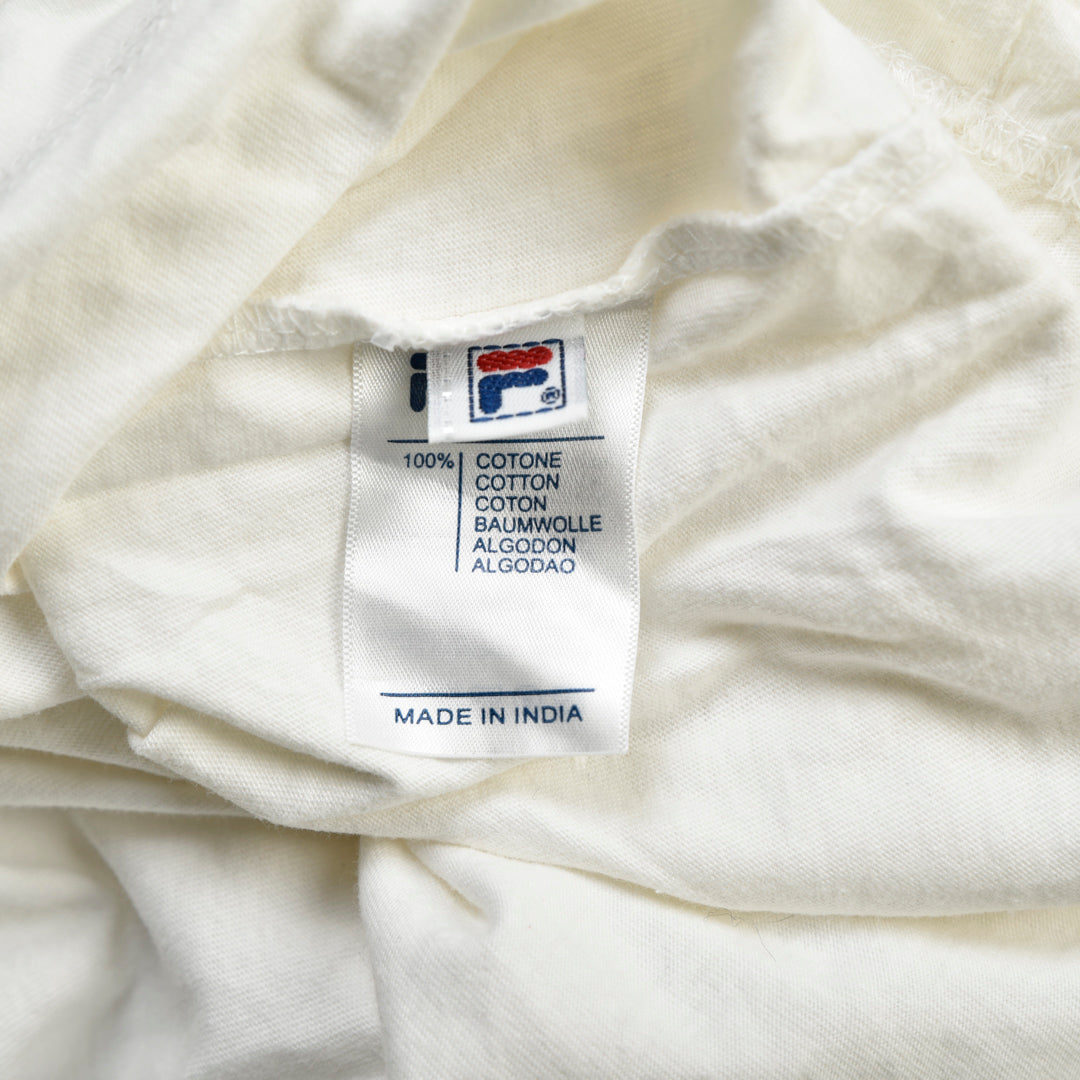 F®
100% COTONE
COTTON
COTON
BAUMWOLLE
ALGODON
ALGODAO
MADE IN INDIA